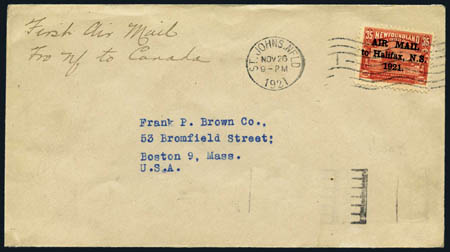 First Air Mail
Fro Nf to Canada
ST. JOHN'S, NFLD
NOV 20
9-PM
1921
35 NEWFOUNDLAND 35
AIR MAIL
to Halifax, N.S.
1921.
Frank P. Brown Co.,
53 Bromfield Street;
Boston 9, Mass.
U.S.A.